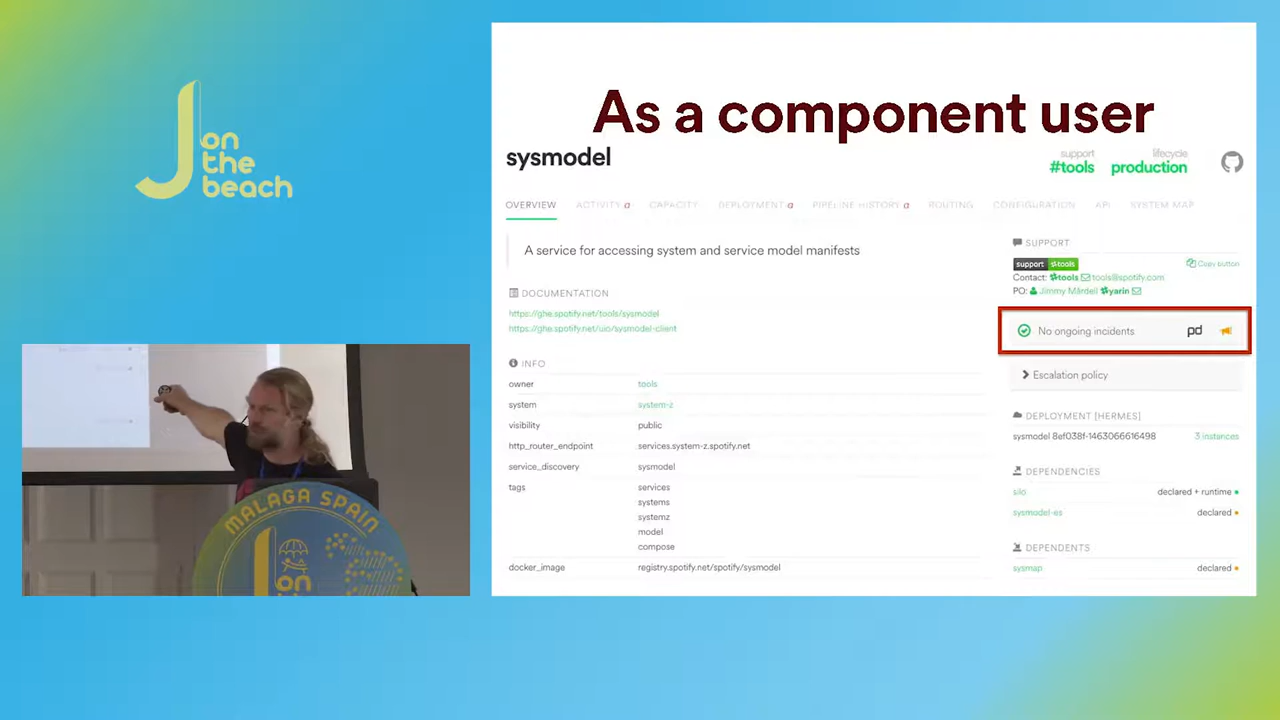 J on
the
beach
As a component user
sysmodel
support
#tools
lifecycle
production
OVERVIEW ACTIVITY CAPACITY DEPLOYMENT PIPELINE HISTORY ROUTING CONFIGURATION API SYSTEM MAP
A service for accessing system and service model manifests
DOCUMENTATION
https://ghe.spotify.net/tools/sysmodel
https://ghe.spotify.net/uio/sysmodel-client
INFO
owner tools
system system-z
visibility public
http_router_endpoint services.system-z.spotify.net
service_discovery sysmodel
tags services
systems
systemz
model
compose
docker_image registry.spotify.net/spotify/sysmodel
SUPPORT
support tools
Copy button
Contact: tools tools@spotify.com
PO: Jimmy Mårdell yarin
No ongoing incidents pd
Escalation policy
DEPLOYMENT [HERMES]
sysmodel 8ef038f-1463066616498 3 instances
DEPENDENCIES
silo declared + runtime
sysmodel-es declared
DEPENDENTS
sysmap declared
MALAGA SPAIN
J on